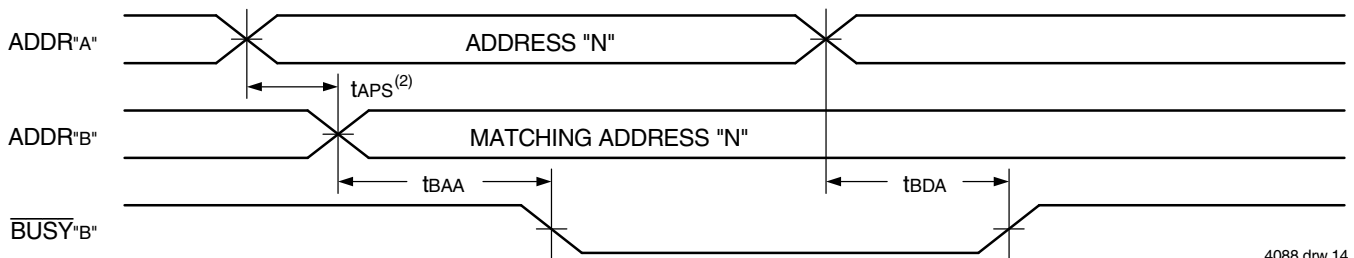 ADDR"A"
ADDRESS "N"
tAPS(2)
ADDR"B"
MATCHING ADDRESS "N"
tBAA
tBDA
BUSY"B"
4088 drw 14